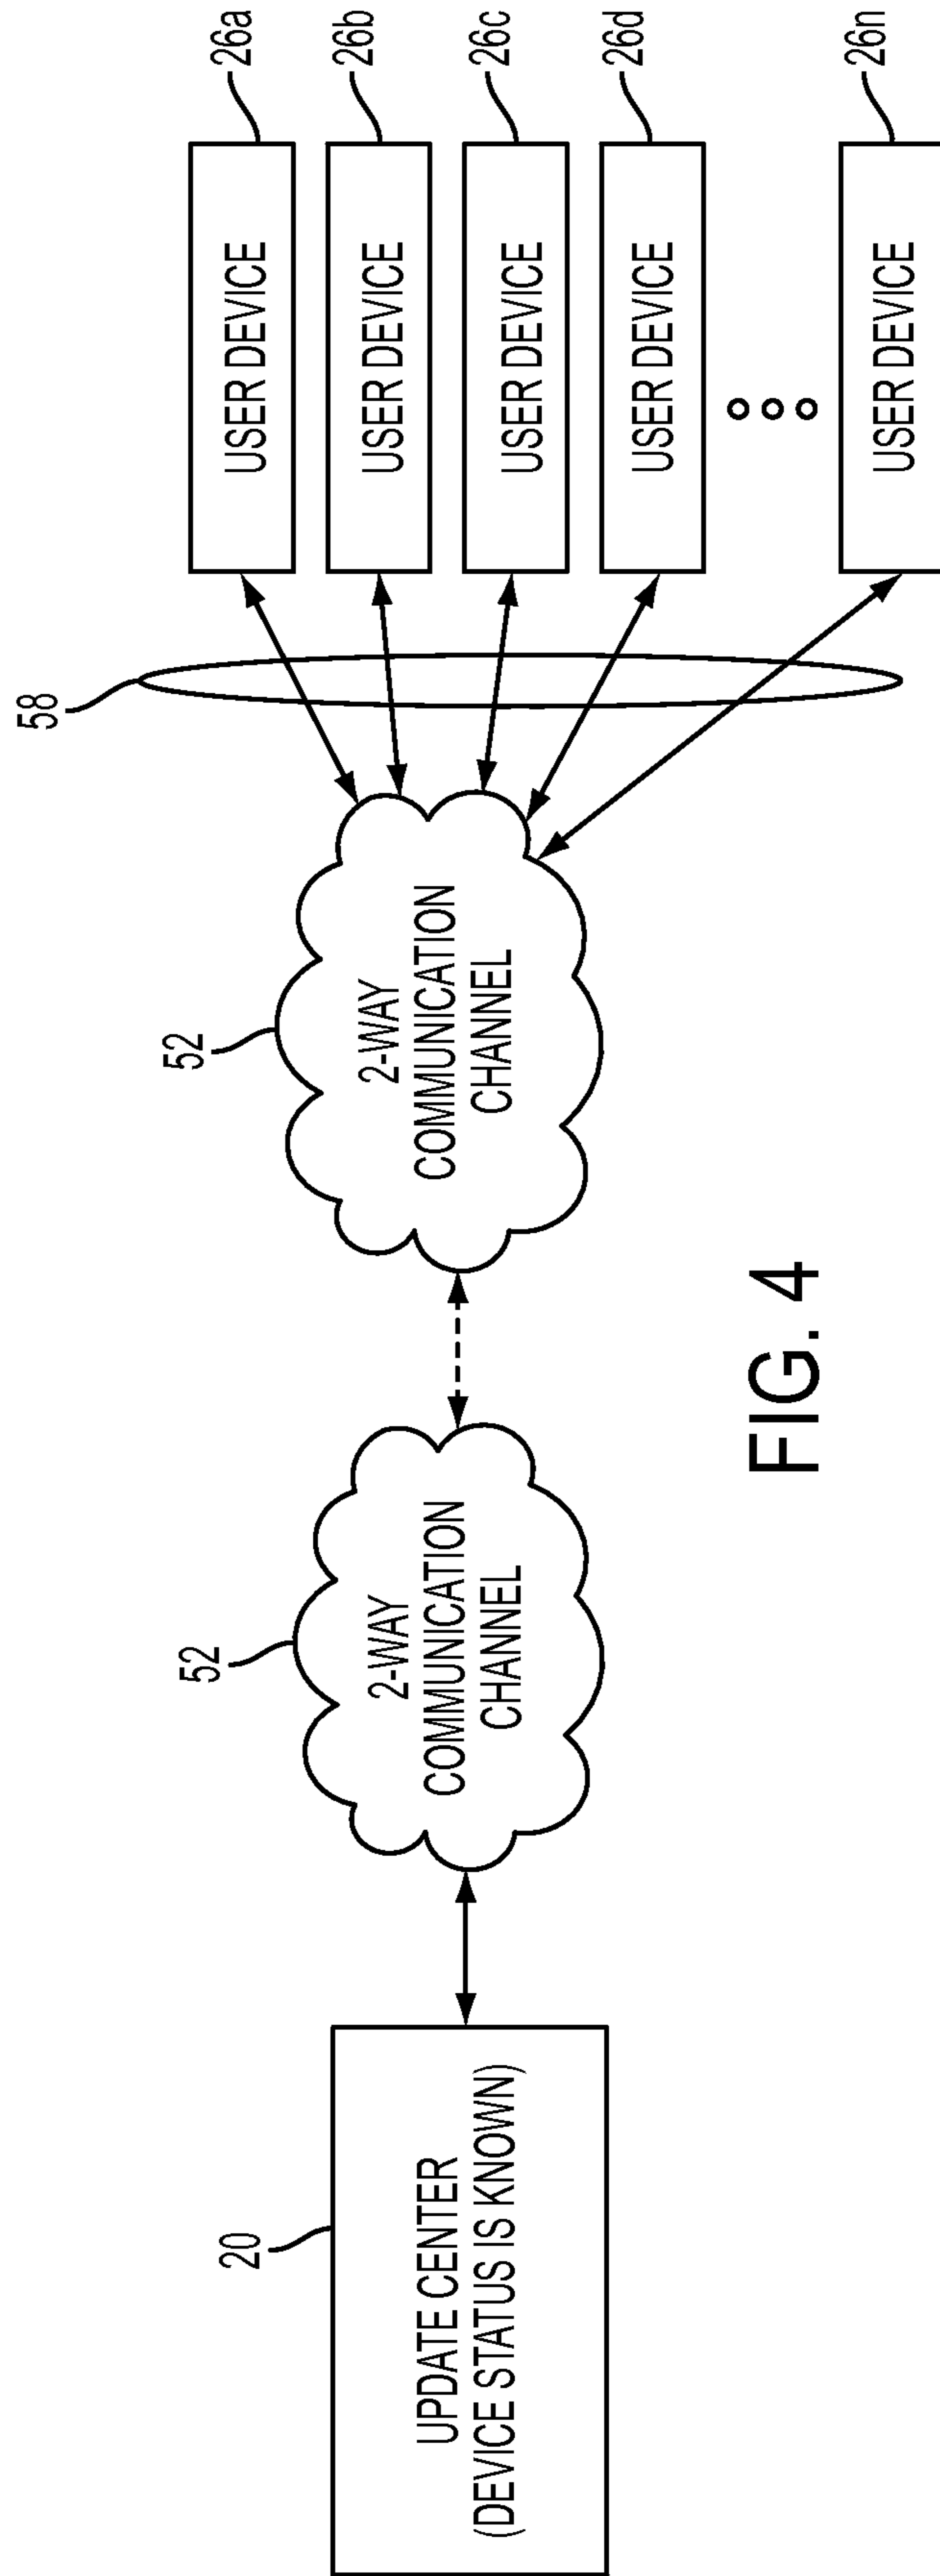 20
UPDATE CENTER
(DEVICE STATUS IS KNOWN)
52
2-WAY
COMMUNICATION
CHANNEL
52
2-WAY
COMMUNICATION
CHANNEL
58
USER DEVICE
26a
USER DEVICE
26b
USER DEVICE
26c
USER DEVICE
26d
USER DEVICE
26n
FIG. 4